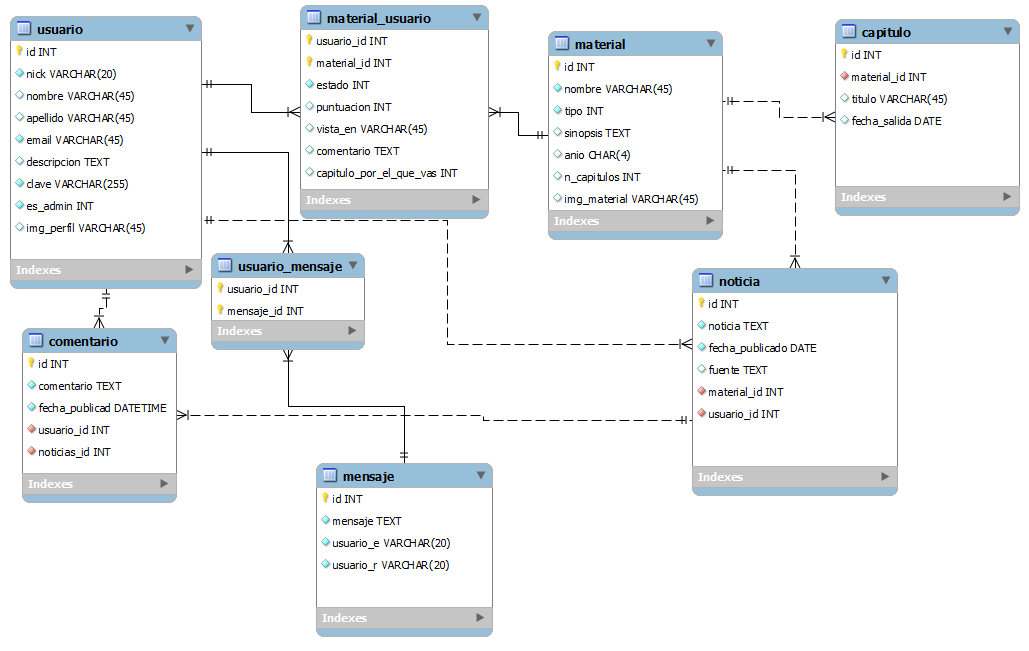 usuario
id INT
nick VARCHAR(20)
nombre VARCHAR(45)
apellido VARCHAR(45)
email VARCHAR(45)
descripcion TEXT
clave VARCHAR(255)
es_admin INT
img_perfil VARCHAR(45)
Indexes
material_usuario
usuario_id INT
material_id INT
estado INT
puntuacion INT
vista_en VARCHAR(45)
comentario TEXT
capitulo_por_el_que_vas INT
Indexes
material
id INT
nombre VARCHAR(45)
tipo INT
sinopsis TEXT
anio CHAR(4)
n_capitulos INT
img_material VARCHAR(45)
Indexes
capitulo
id INT
material_id INT
titulo VARCHAR(45)
fecha_salida DATE
Indexes
usuario_mensaje
usuario_id INT
mensaje_id INT
Indexes
noticia
id INT
noticia TEXT
fecha_publicado DATE
fuente TEXT
material_id INT
usuario_id INT
Indexes
comentario
id INT
comentario TEXT
fecha_publicad DATETIME
usuario_id INT
noticias_id INT
Indexes
mensaje
id INT
mensaje TEXT
usuario_e VARCHAR(20)
usuario_r VARCHAR(20)
Indexes